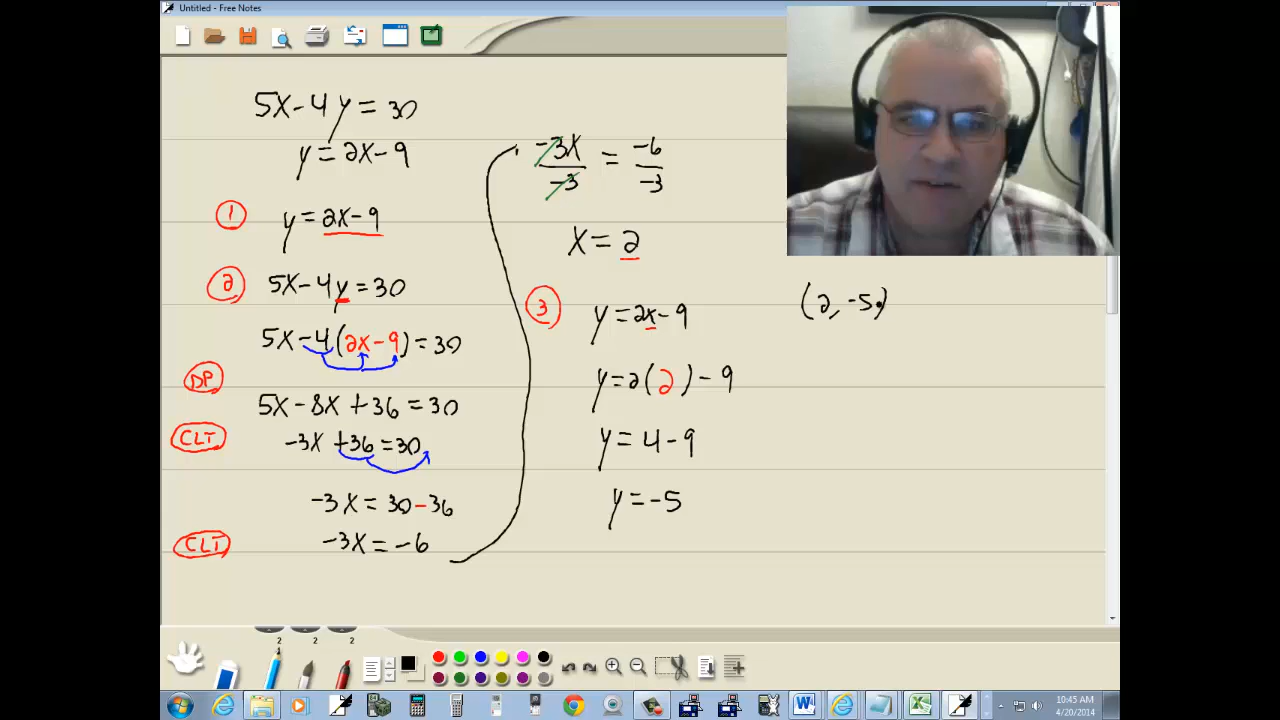 Untitled - Free Notes
5X - 4y = 30
y = 2X - 9
1 y = 2X - 9
2 5X - 4y = 30
5X - 4(2X - 9) = 30
DP
5X - 8X + 36 = 30
CLT
-3X + 36 = 30
-3X = 30 - 36
CLT -3X = -6
-3X/-3 = -6/-3
X = 2
3 y = 2x - 9
y = 2(2) - 9
y = 4 - 9
y = -5
(2, -5)
2 2 2
10:45 AM
4/20/2014